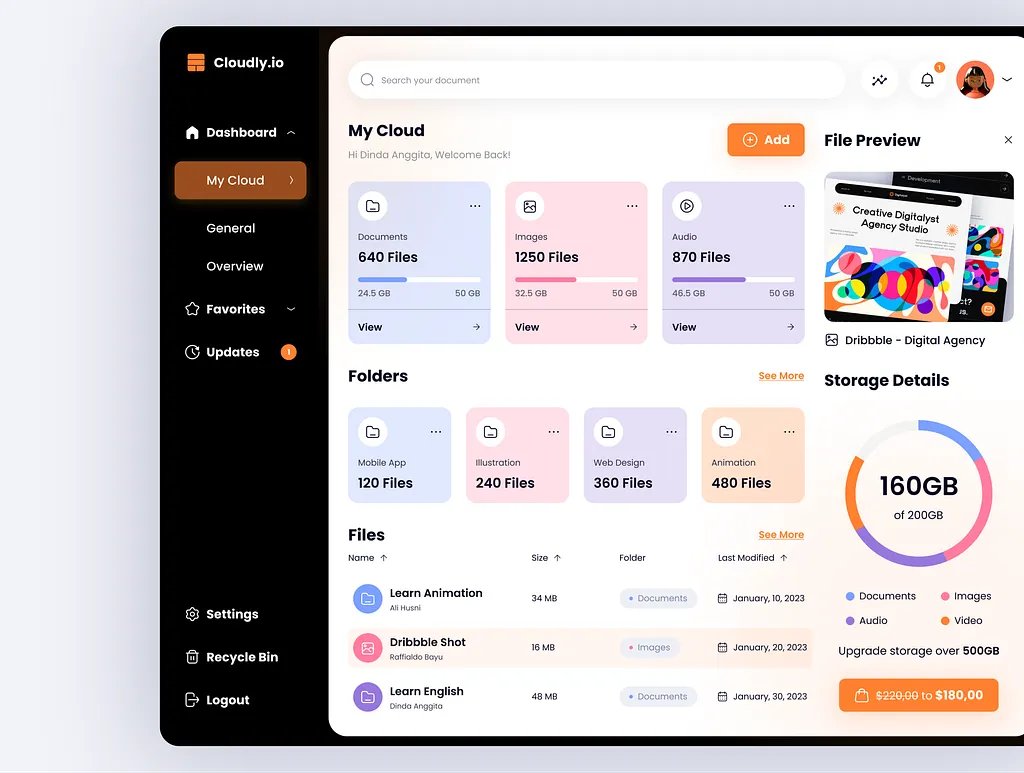 Cloudly.io
Dashboard
My Cloud
General
Overview
Favorites
Updates
1
Settings
Recycle Bin
Logout
Search your document
1
My Cloud
Hi Dinda Anggita, Welcome Back!
Add
Documents
640 Files
24.5 GB 50 GB
View
Images
1250 Files
32.5 GB 50 GB
View
Audio
870 Files
46.5 GB 50 GB
View
Folders
See More
Mobile App
120 Files
Illustration
240 Files
Web Design
360 Files
Animation
480 Files
Files
See More
Name Size Folder Last Modified
Learn Animation
Ali Husni
34 MB Documents January, 10, 2023
Dribbble Shot
Raffialdo Bayu
16 MB Images January, 20, 2023
Learn English
Dinda Anggita
48 MB Documents January, 30, 2023
File Preview
Development
Creative Digitalyst
Agency Studio
Dribbble - Digital Agency
Storage Details
160GB
of 200GB
Documents Images
Audio Video
Upgrade storage over 500GB
$220,00 to $180,00